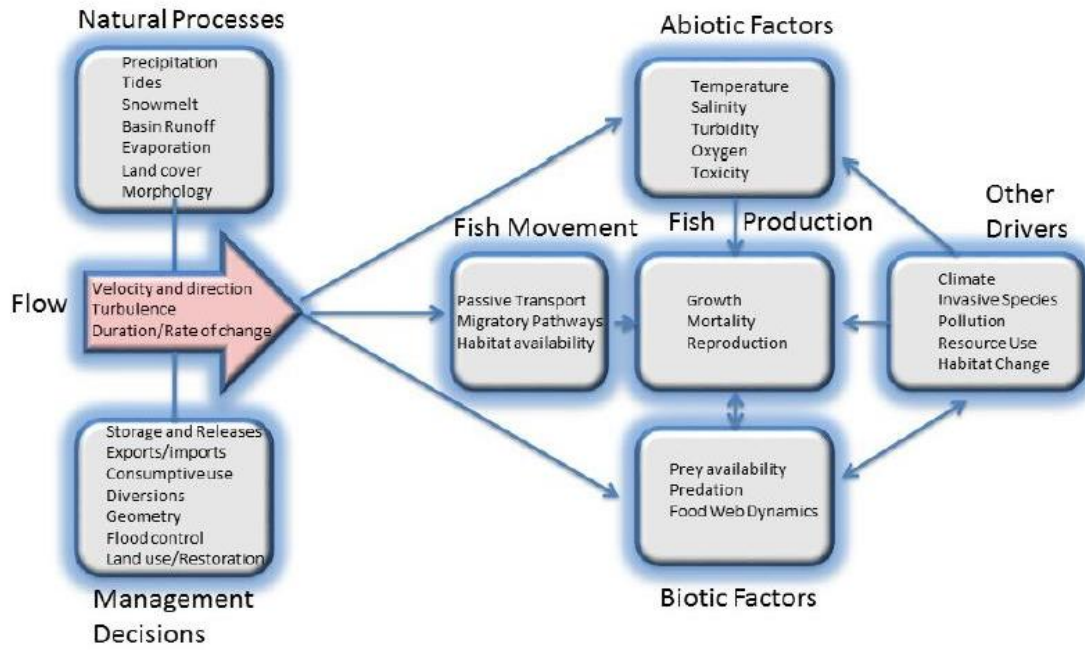 Natural Processes
Precipitation
Tides
Snowmelt
Basin Runoff
Evaporation
Land cover
Morphology
Flow
Velocity and direction
Turbulence
Duration/Rate of change
Storage and Releases
Exports/imports
Consumptive use
Diversions
Geometry
Flood control
Land use/Restoration
Management
Decisions
Fish Movement
Passive Transport
Migratory Pathways
Habitat availability
Abiotic Factors
Temperature
Salinity
Turbidity
Oxygen
Toxicity
Fish Production
Growth
Mortality
Reproduction
Prey availability
Predation
Food Web Dynamics
Biotic Factors
Other
Drivers
Climate
Invasive Species
Pollution
Resource Use
Habitat Change